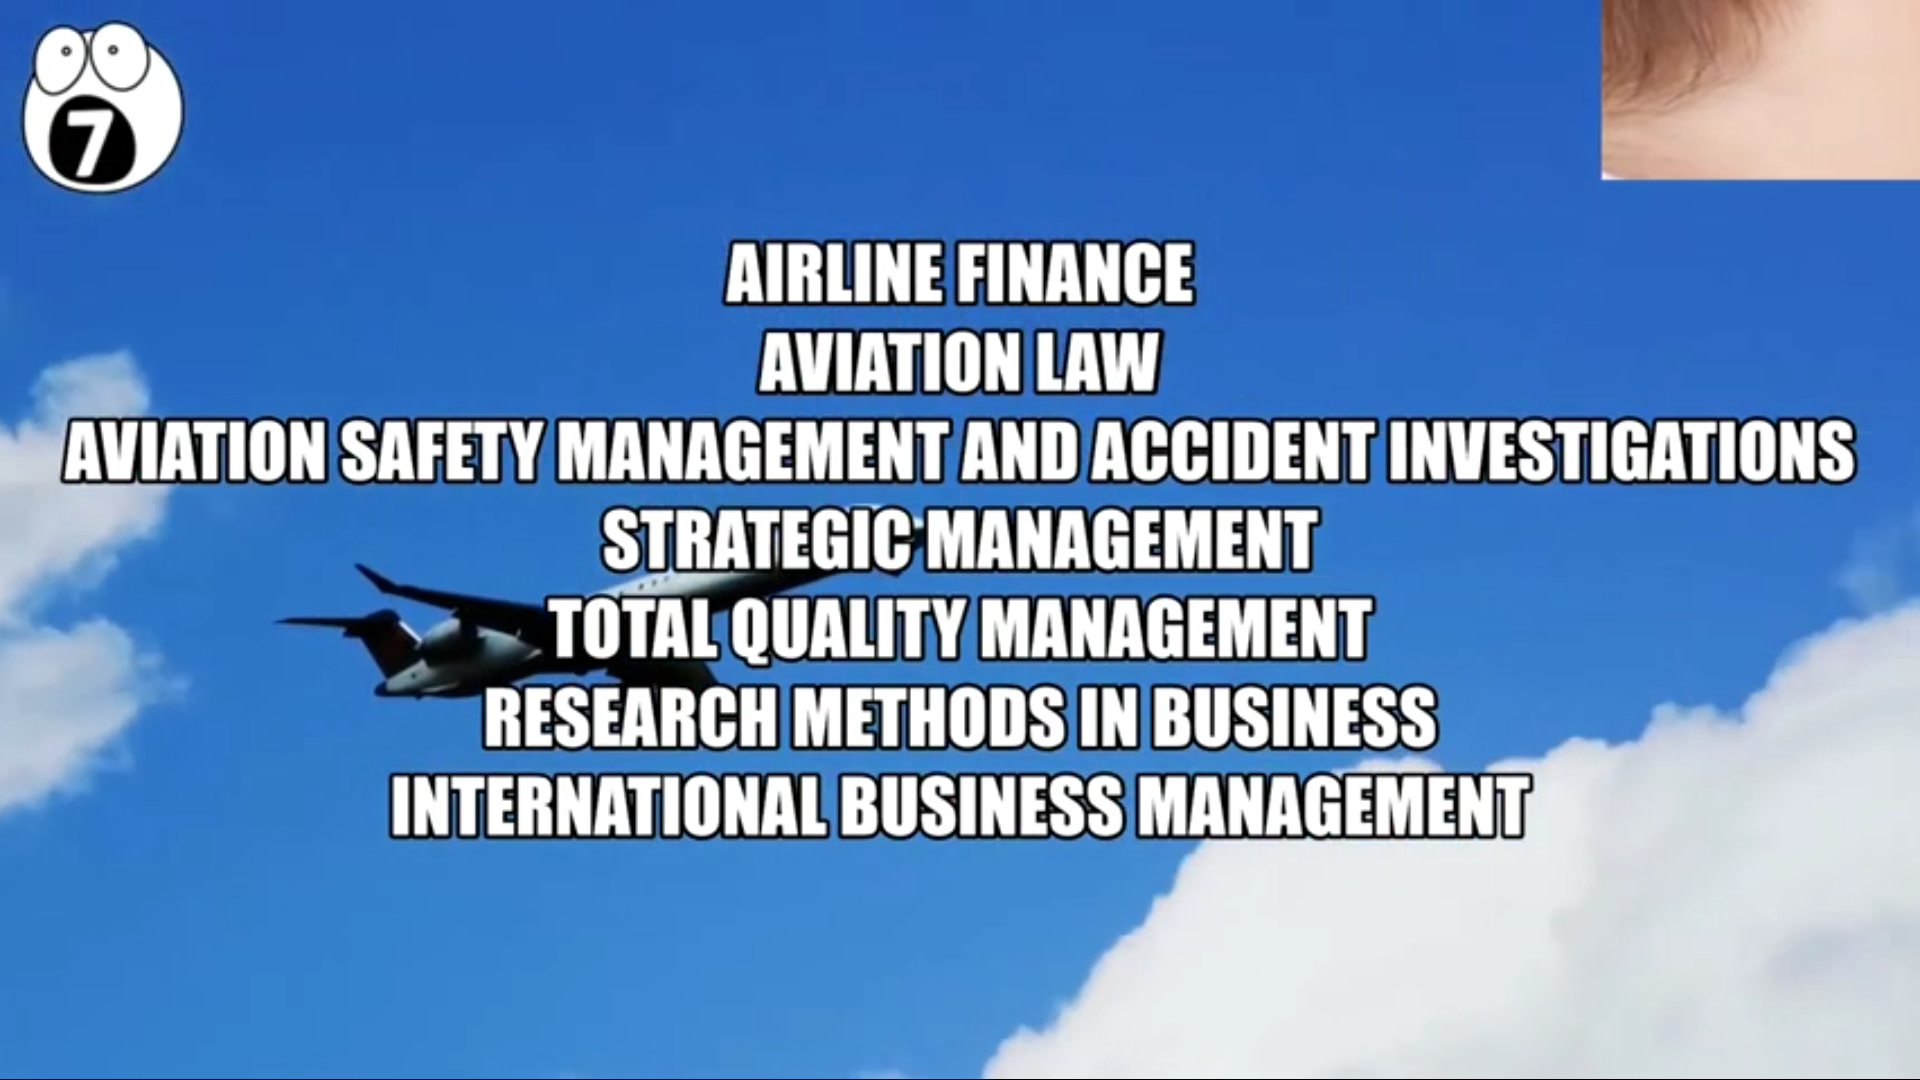 7
AIRLINE FINANCE
AVIATION LAW
AVIATION SAFETY MANAGEMENT AND ACCIDENT INVESTIGATIONS
STRATEGIC MANAGEMENT
TOTAL QUALITY MANAGEMENT
RESEARCH METHODS IN BUSINESS
INTERNATIONAL BUSINESS MANAGEMENT